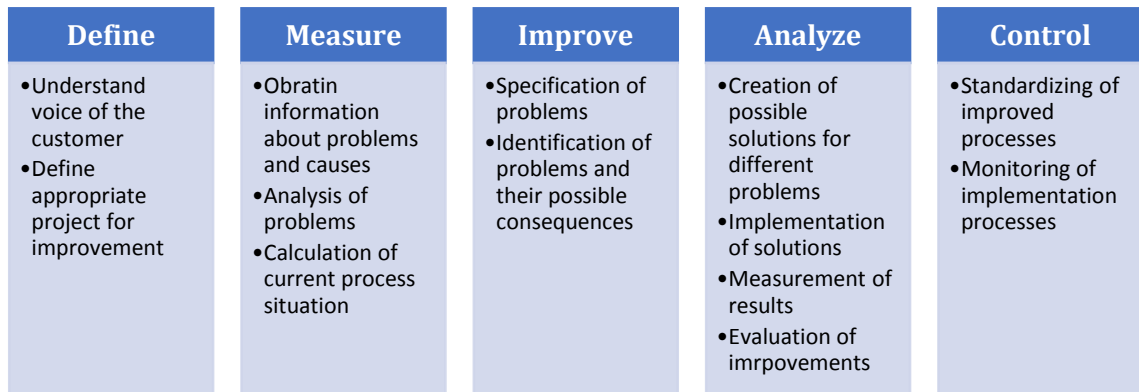 Define
•Understand
voice of the
customer
•Define
appropriate
project for
improvement
Measure
•Obratin
information
about problems
and causes
•Analysis of
problems
•Calculation of
current process
situation
Improve
•Specification of
problems
•Identification of
problems and
their possible
consequences
Analyze
•Creation of
possible
solutions for
different
problems
•Implementation
of solutions
•Measurement of
results
•Evaluation of
imrpovements
Control
•Standardizing of
improved
processes
•Monitoring of
implementation
processes